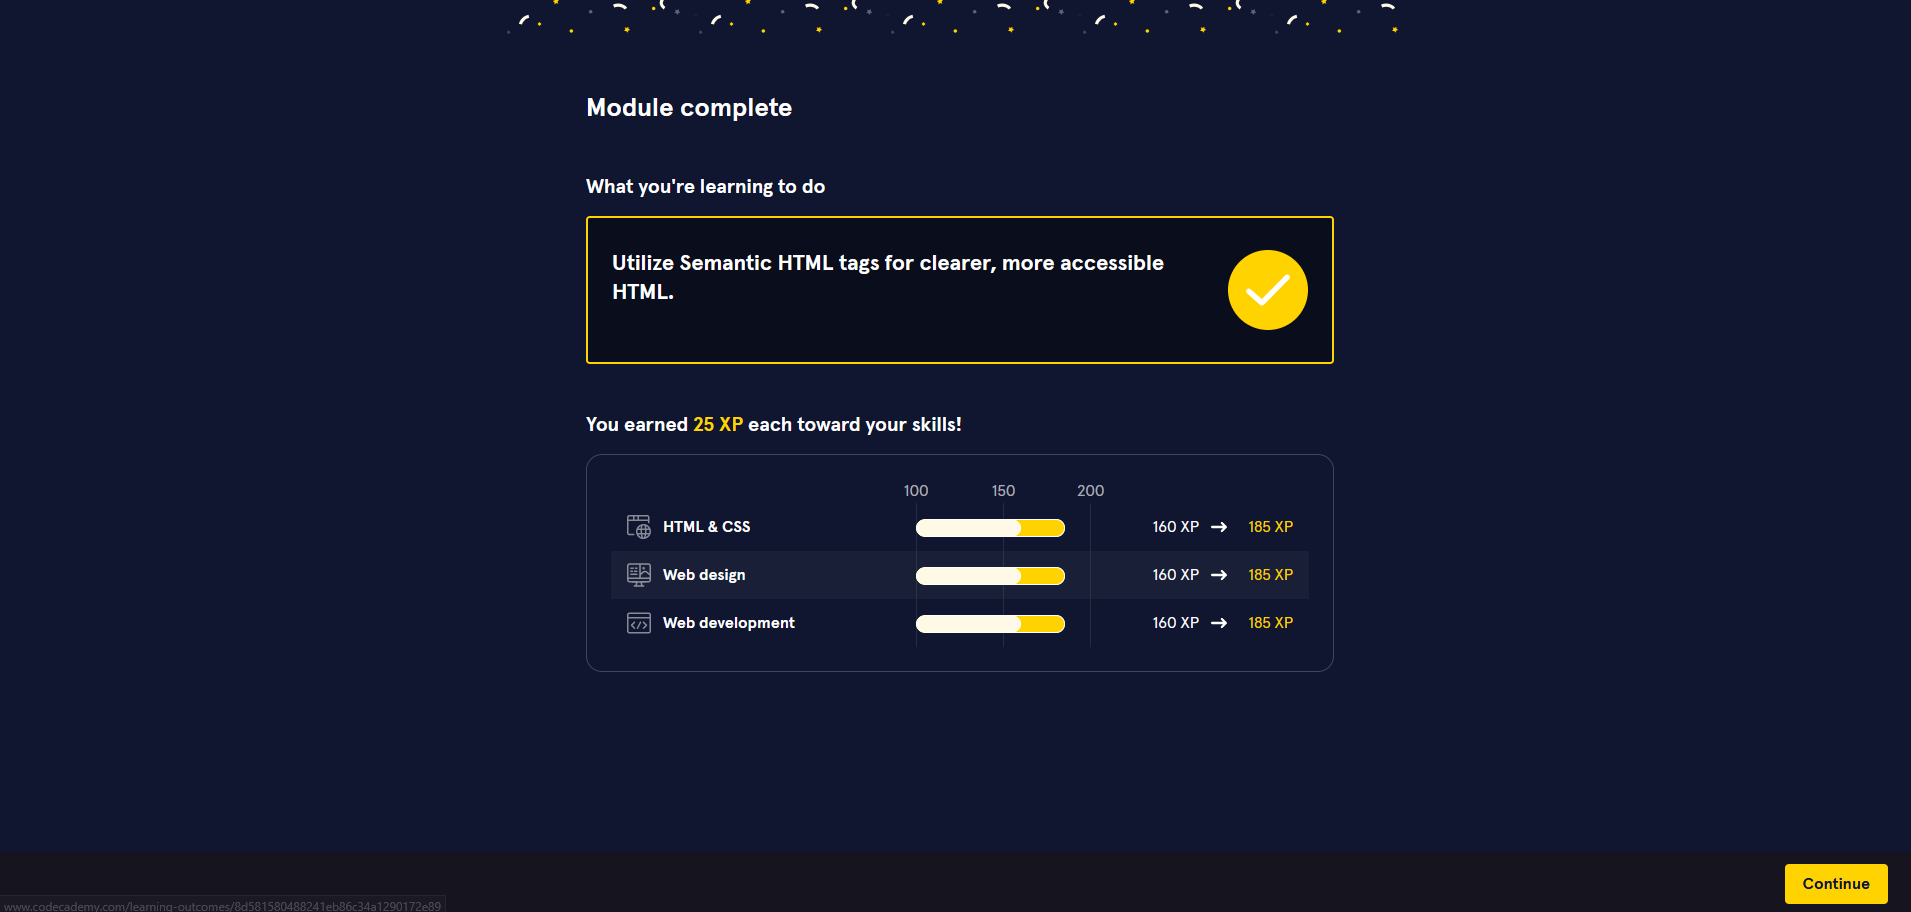 Module complete
What you're learning to do
Utilize Semantic HTML tags for clearer, more accessible
HTML.
You earned 25 XP each toward your skills!
100 150 200
HTML & CSS 160 XP → 185 XP
Web design 160 XP → 185 XP
Web development 160 XP → 185 XP
Continue
www.codecademy.com/learning-outcomes/8d581580488241eb86c34a1290172e89